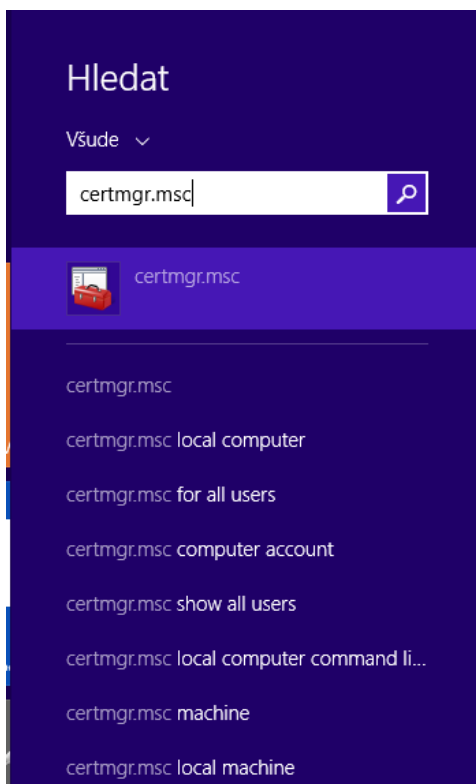 Hledat
Všude
certmgr.msc
certmgr.msc
certmgr.msc
certmgr.msc local computer
certmgr.msc for all users
certmgr.msc computer account
certmgr.msc show all users
certmgr.msc local computer command li...
certmgr.msc machine
certmgr.msc local machine